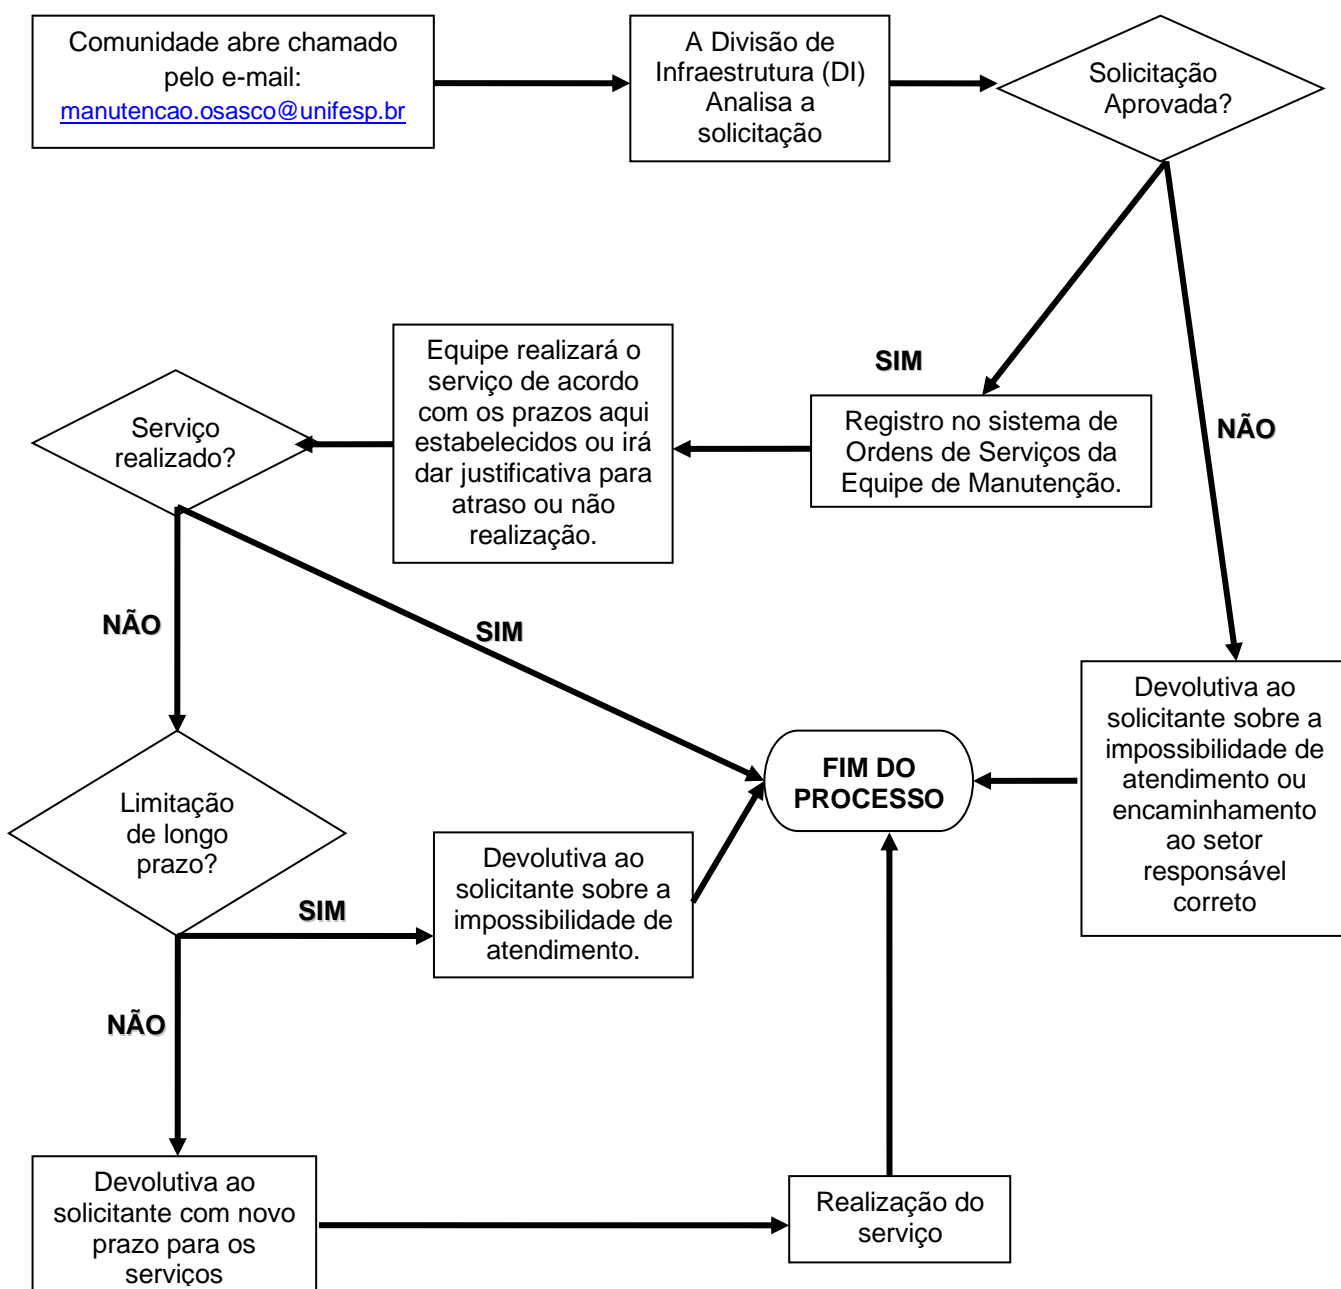 Comunidade abre chamado
pelo e-mail:
manutencao.osasco@unifesp.br
A Divisão de
Infraestrutura (DI)
Analisa a
solicitação
Solicitação
Aprovada?
SIM
NÃO
Registro no sistema de
Ordens de Serviços da
Equipe de Manutenção.
Equipe realizará o
serviço de acordo
com os prazos aqui
estabelecidos ou irá
dar justificativa para
atraso ou não
realização.
Serviço
realizado?
NÃO
SIM
Devolutiva ao
solicitante sobre a
impossibilidade de
atendimento ou
encaminhamento
ao setor
responsável
correto
FIM DO
PROCESSO
Limitação
de longo
prazo?
SIM
Devolutiva ao
solicitante sobre a
impossibilidade de
atendimento.
NÃO
Devolutiva ao
solicitante com novo
prazo para os
serviços
Realização do
serviço